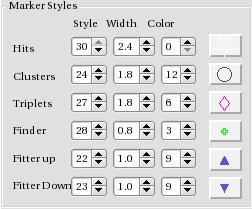 Marker Styles
Style Width Color
Hits 30 2.4 0
Clusters 24 1.8 12
Triplets 27 1.8 6
Finder 28 0.8 3
Fitter up 22 1.0 9
Fitter Down 23 1.0 9